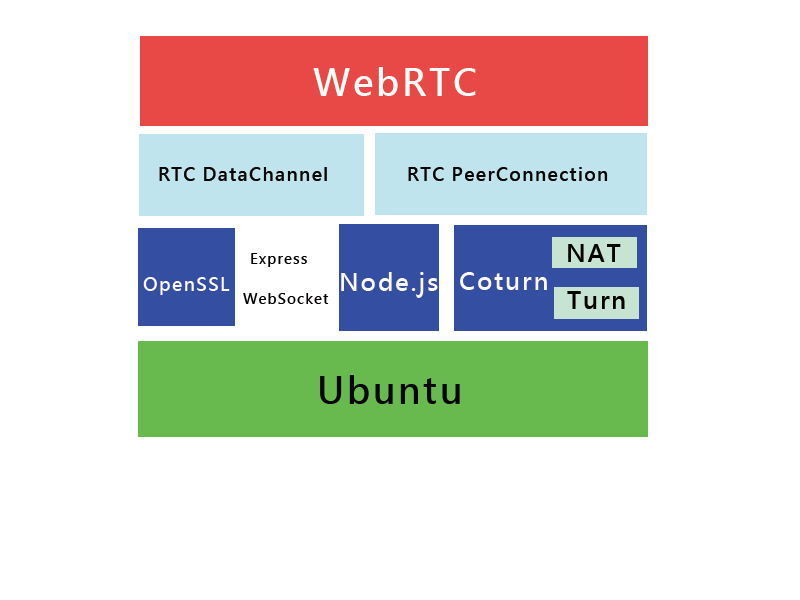 WebRTC
RTC DataChannel
RTC PeerConnection
OpenSSL
Express
WebSocket
Node.js
Coturn
NAT
Turn
Ubuntu